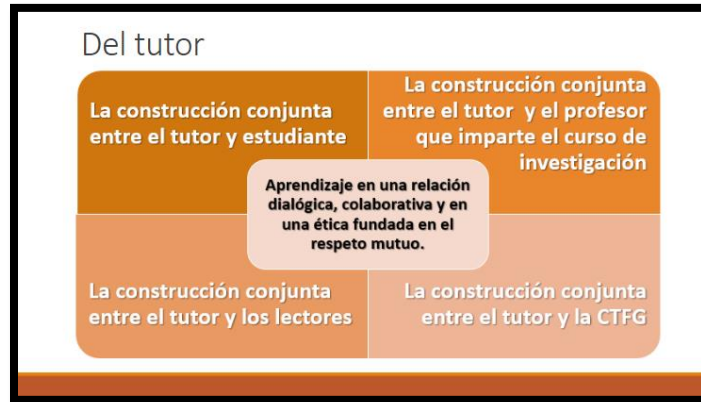 Del tutor
La construcción conjunta
entre el tutor y estudiante
La construcción conjunta
entre el tutor y el profesor
que imparte el curso de
investigación
Aprendizaje en una relación
dialógica, colaborativa y en
una ética fundada en el
respeto mutuo.
La construcción conjunta
entre el tutor y los lectores
La construcción conjunta
entre el tutor y la CTFG